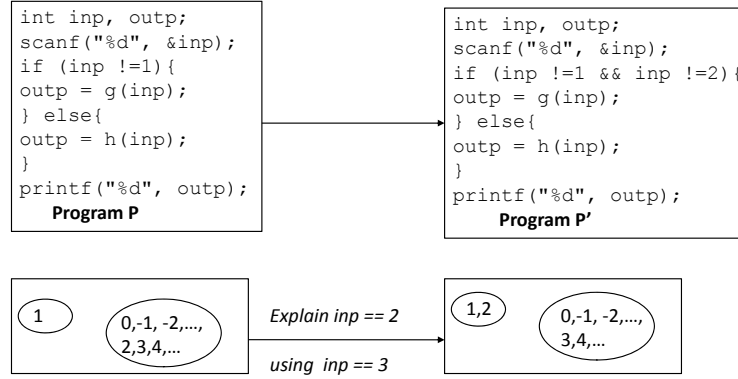 int inp, outp;
scanf("%d", &inp);
if (inp !=1){
outp = g(inp);
} else{
outp = h(inp);
}
printf("%d", outp);
Program P
int inp, outp;
scanf("%d", &inp);
if (inp !=1 && inp !=2){
outp = g(inp);
} else{
outp = h(inp);
}
printf("%d", outp);
Program P’
1
0,-1, -2,...,
2,3,4,...
Explain inp == 2
using inp == 3
1,2
0,-1, -2,...,
3,4,...